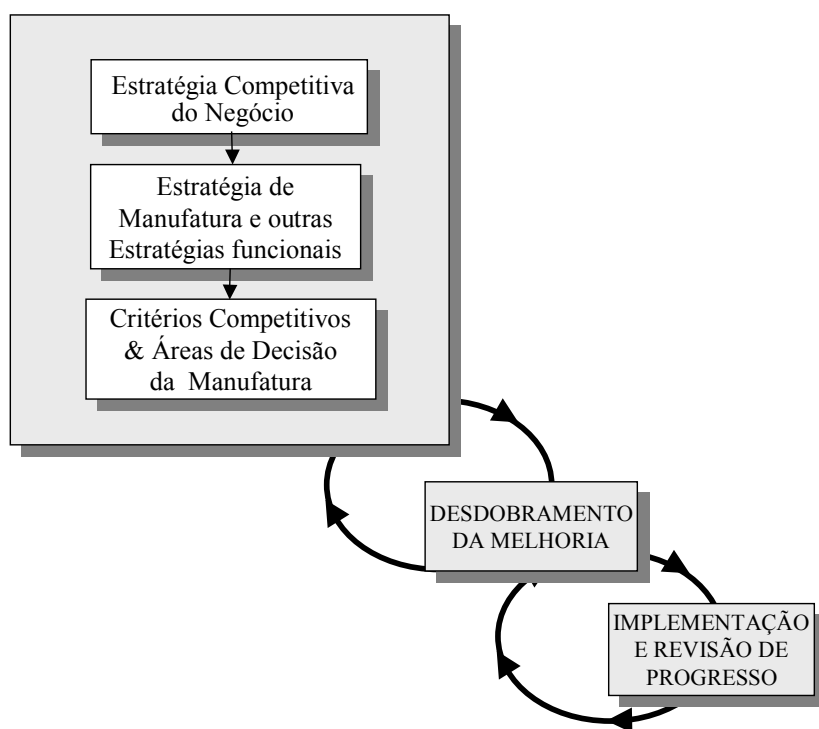 Estratégia Competitiva
do Negócio
Estratégia de
Manufatura e outras
Estratégias funcionais
Critérios Competitivos
& Áreas de Decisão
da Manufatura
DESDOBRAMENTO
DA MELHORIA
IMPLEMENTAÇÃO
E REVISÃO DE
PROGRESSO